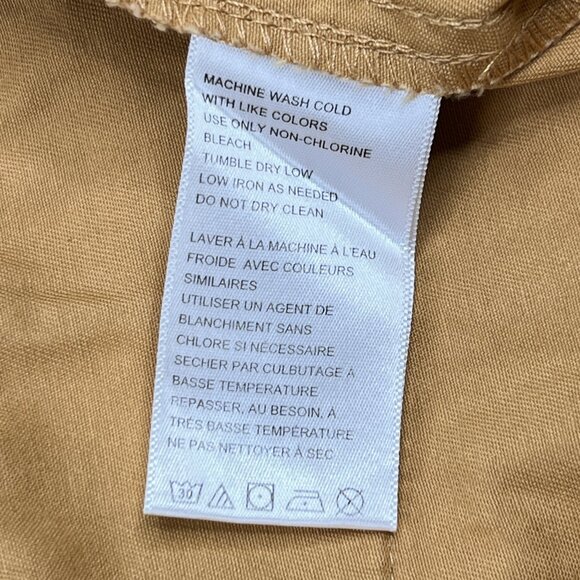 MACHINE WASH COLD
WITH LIKE COLORS
USE ONLY NON-CHLORINE
BLEACH
TUMBLE DRY LOW
LOW IRON AS NEEDED
DO NOT DRY CLEAN
LAVER À LA MACHINE À L'EAU
FROIDE AVEC COULEURS
SIMILAIRES
UTILISER UN AGENT DE
BLANCHIMENT SANS
CHLORE SI NÉCESSAIRE
SECHER PAR CULBUTAGE À
BASSE TEMPERATURE
REPASSER, AU BESOIN, À
TRÈS BASSE TEMPÉRATURE
NE PAS NETTOYER À SEC
30